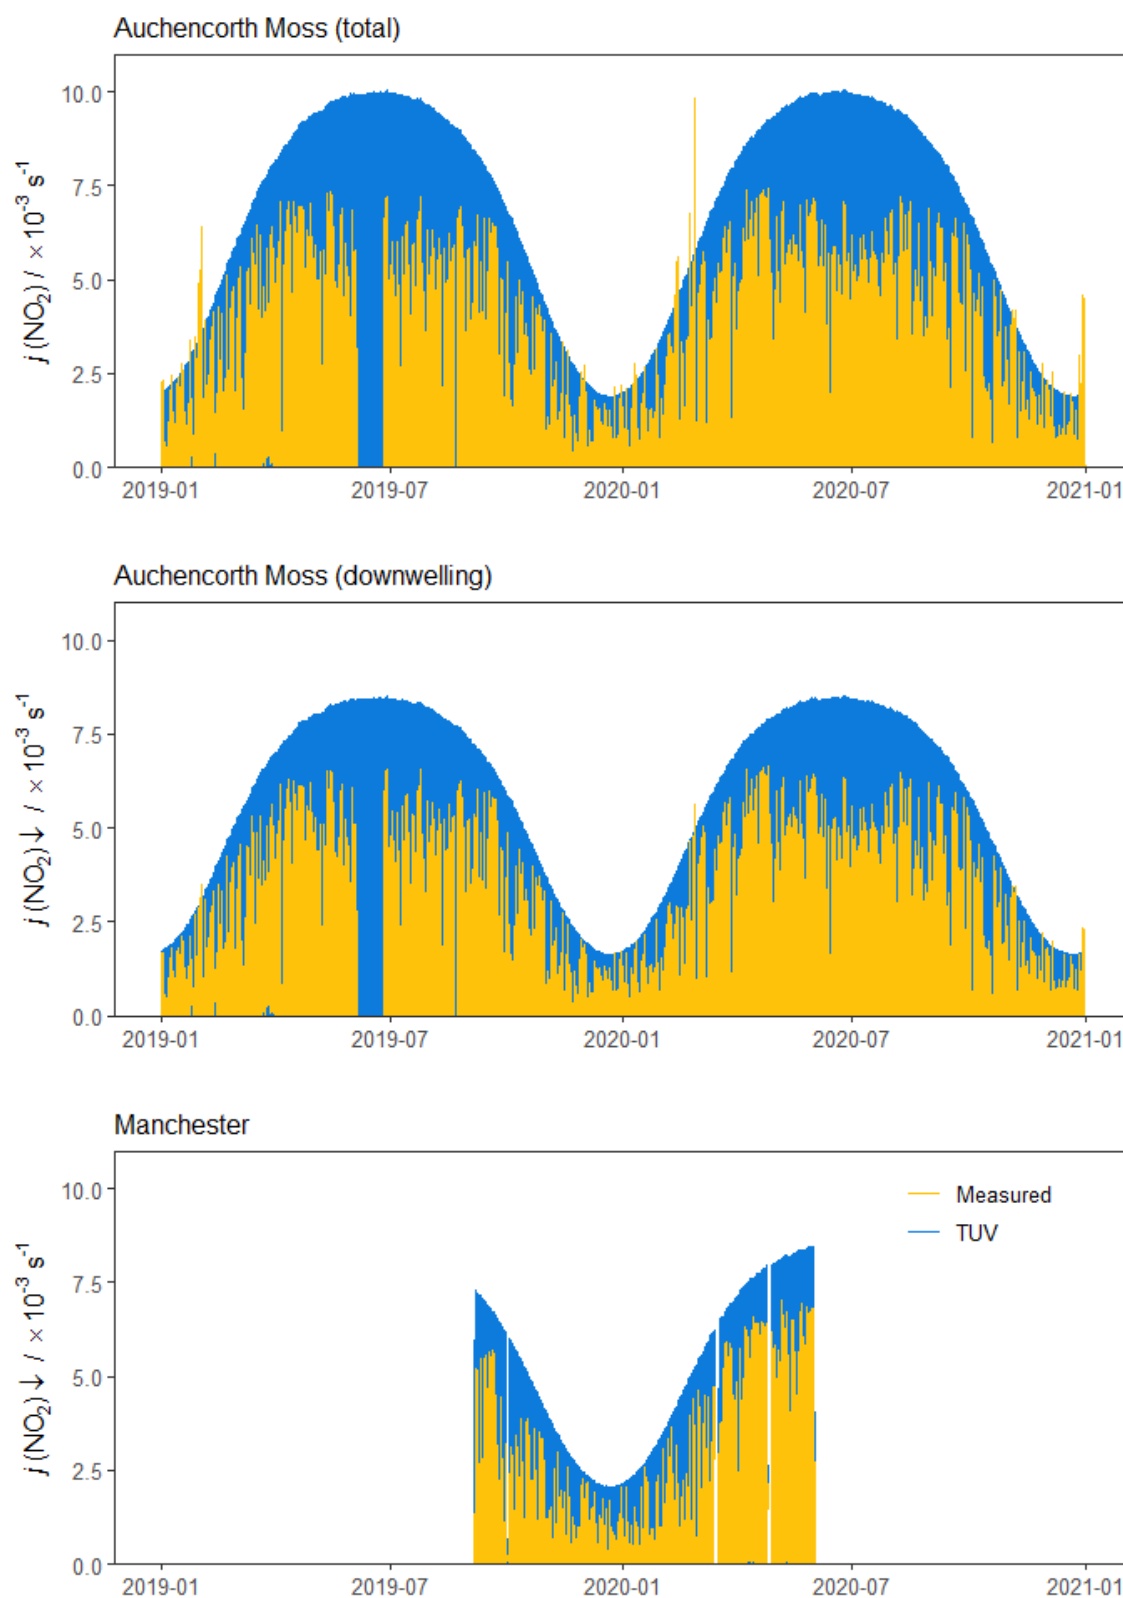 Auchencorth Moss (total)
j (NO₂) / × 10⁻³ s⁻¹
10.0
7.5
5.0
2.5
0.0
2019-01 2019-07 2020-01 2020-07 2021-01
Auchencorth Moss (downwelling)
j (NO₂) ↓ / × 10⁻³ s⁻¹
10.0
7.5
5.0
2.5
0.0
2019-01 2019-07 2020-01 2020-07 2021-01
Manchester
j (NO₂) ↓ / × 10⁻³ s⁻¹
10.0
7.5
5.0
2.5
0.0
Measured
TUV
2019-01 2019-07 2020-01 2020-07 2021-01